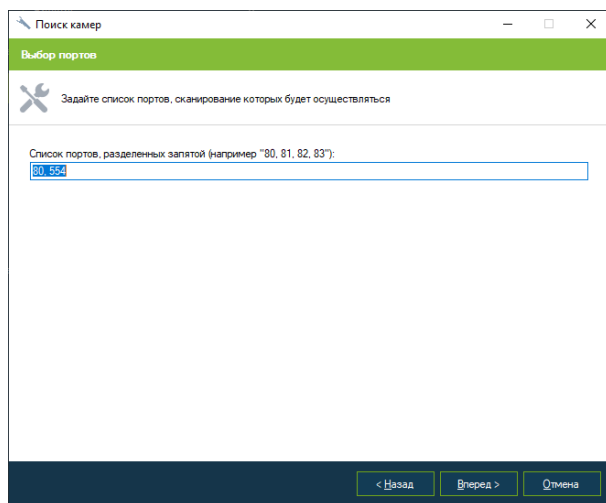 Поиск камер
Выбор портов
Задайте список портов, сканирование которых будет осуществляться
Список портов, разделенных запятой (например "80, 81, 82, 83"):
80, 554
< Назад Вперед > Отмена